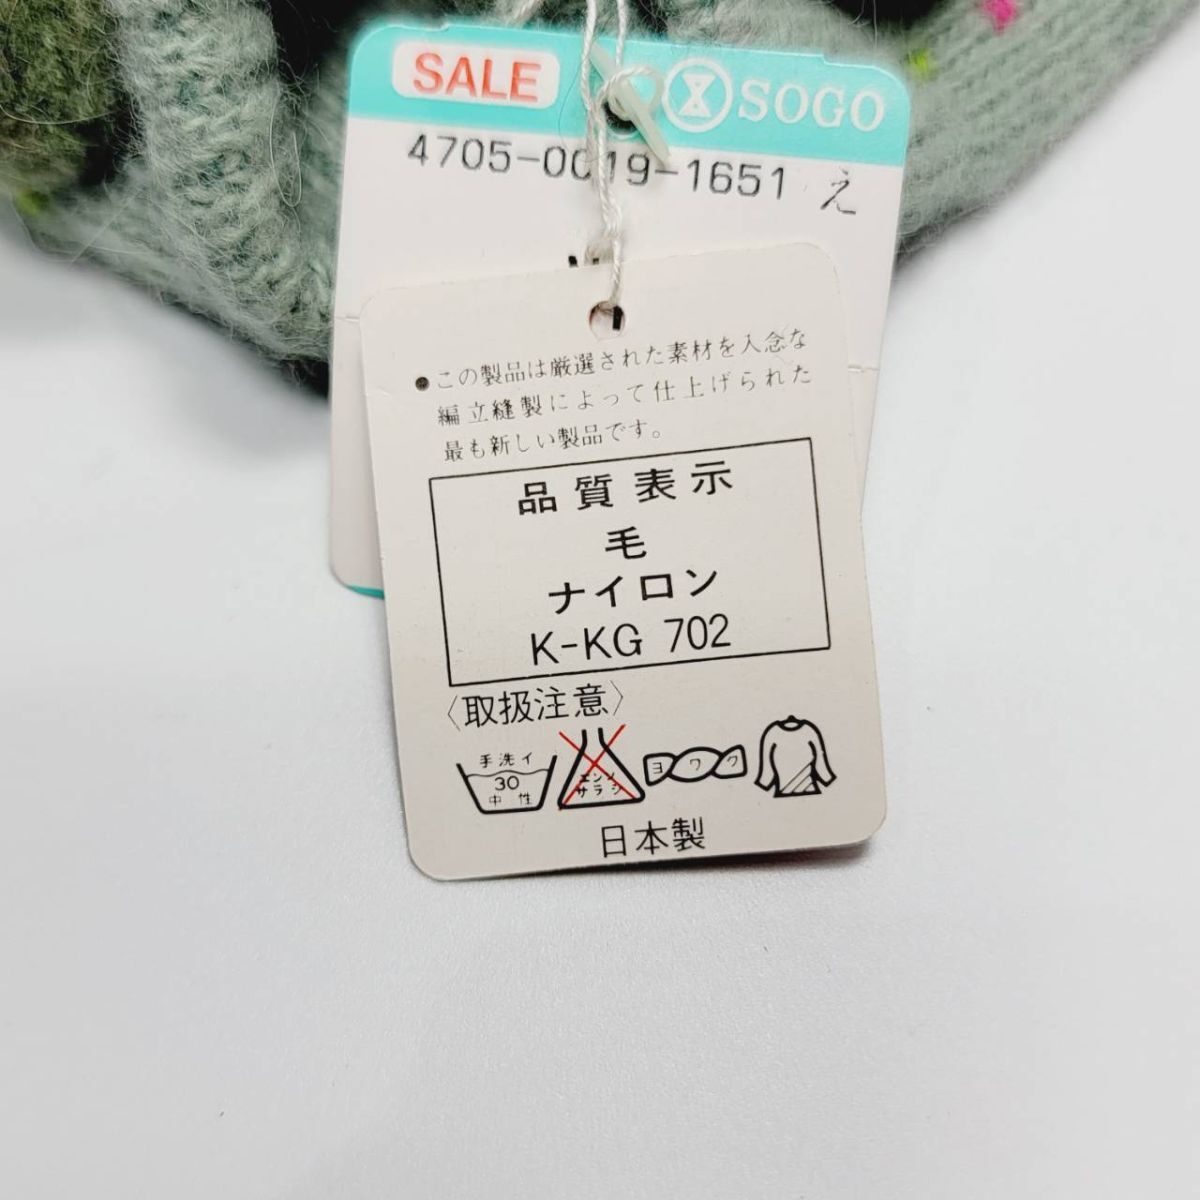 SALE
SOGO
4705-0019-1651 え
●この製品は厳選された素材を入念な
編立縫製によって仕上げられた
最も新しい製品です。
品質表示
毛
ナイロン
K-KG 702
〈取扱注意〉
手洗イ
30
中性
エンソ
サラシ
ヨワク
日本製